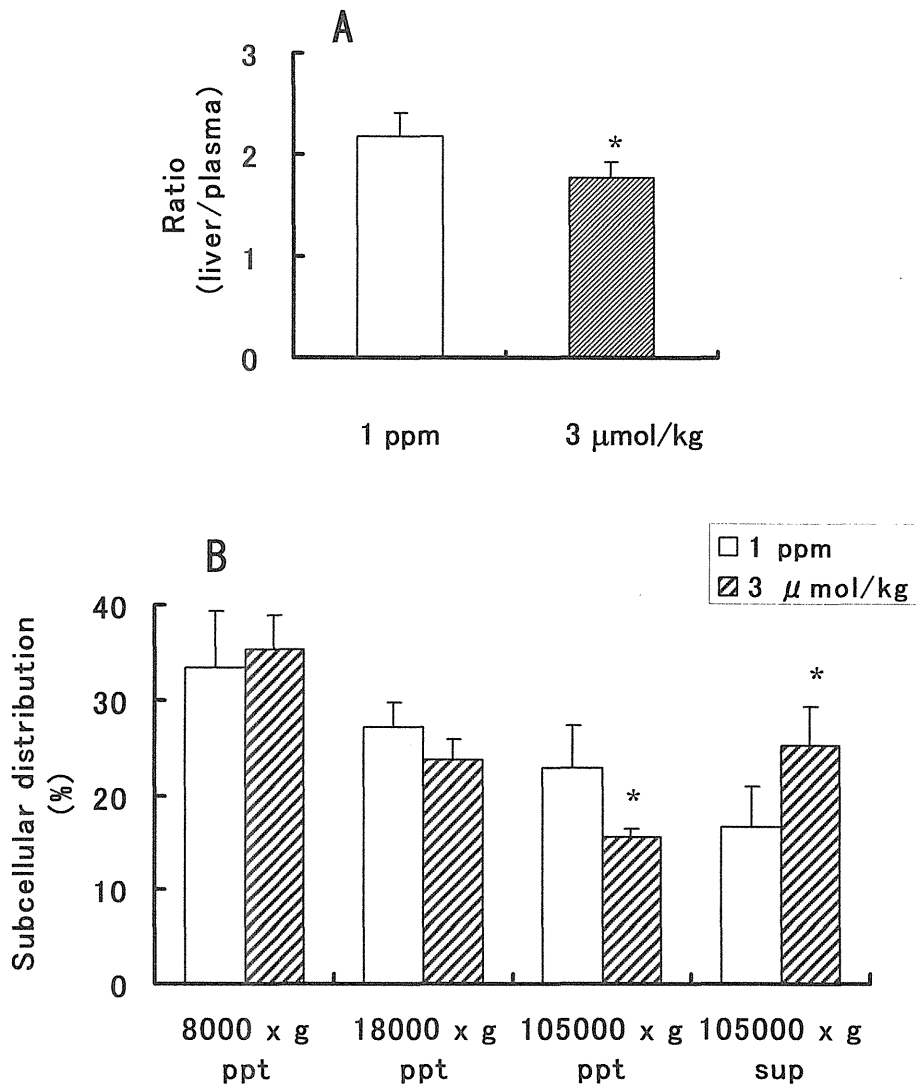 A
3
2
1
0
Ratio
(liver/plasma)
*
1 ppm
3 μmol/kg
B
1 ppm
3 μ mol/kg
40
30
20
10
0
Subcellular distribution
(%)
*
*
8000 x g
ppt
18000 x g
ppt
105000 x g
ppt
105000 x g
sup